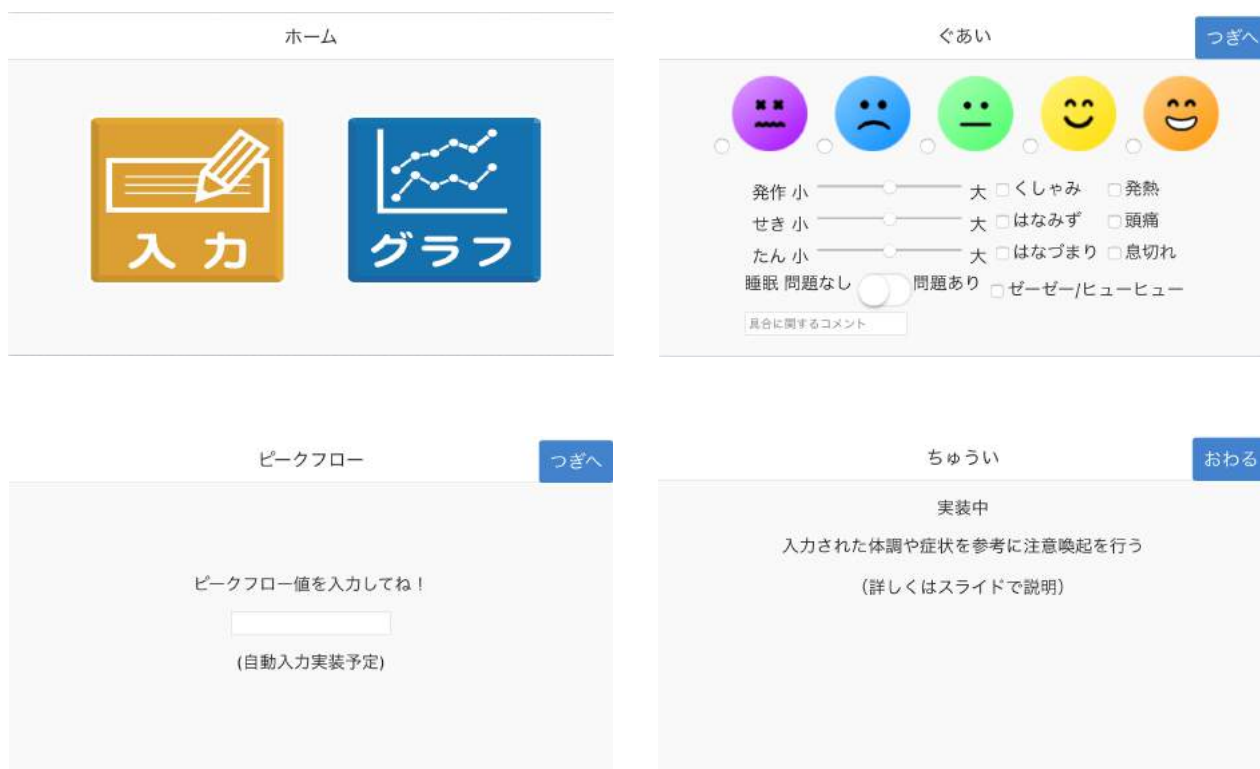 ホーム
入力
グラフ
ぐあい
つぎへ
発作 小 大 くしゃみ 発熱
せき 小 大 はなみず 頭痛
たん 小 大 はなづまり 息切れ
睡眠 問題なし 問題あり ゼーゼー/ヒューヒュー
具合に関するコメント
ピークフロー
つぎへ
ピークフロー値を入力してね！
(自動入力実装予定)
ちゅうい
おわる
実装中
入力された体調や症状を参考に注意喚起を行う
（詳しくはスライドで説明）